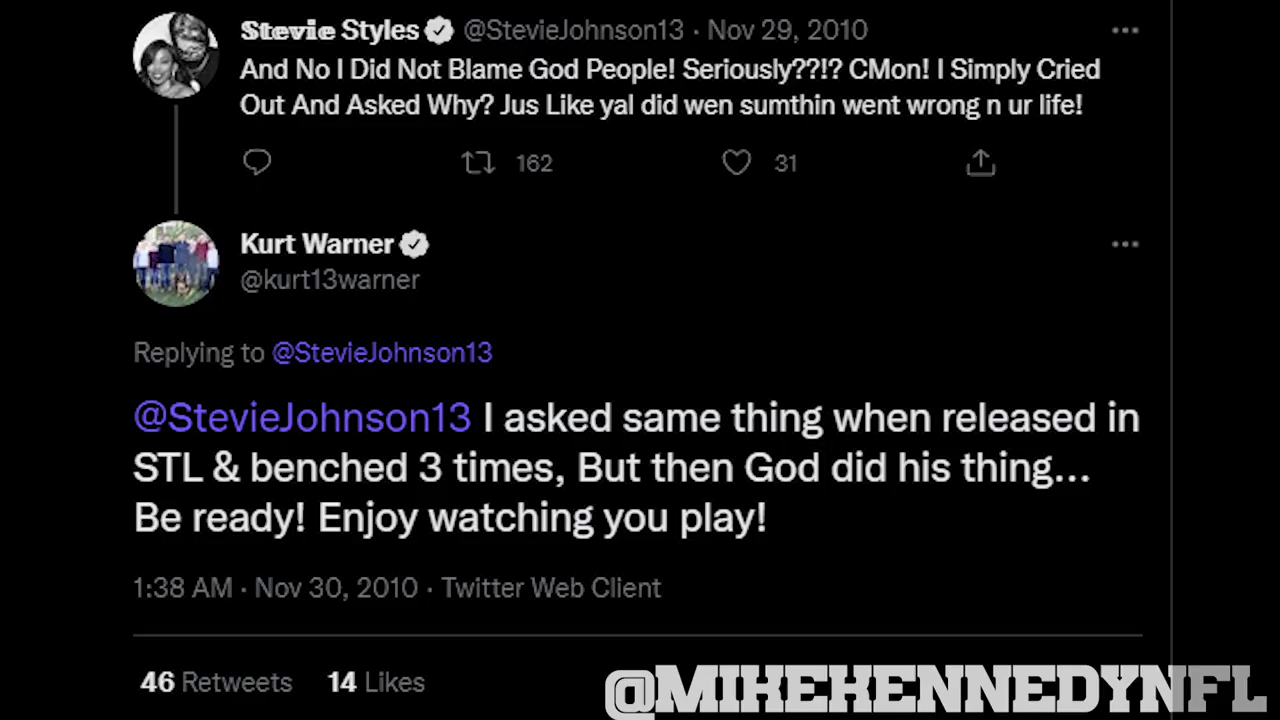 Stevie Styles @StevieJohnson13 · Nov 29, 2010
And No I Did Not Blame God People! Seriously??!? CMon! I Simply Cried
Out And Asked Why? Jus Like yal did wen sumthin went wrong n ur life!
162 31
Kurt Warner
@kurt13warner
Replying to @StevieJohnson13
@StevieJohnson13 I asked same thing when released in
STL & benched 3 times, But then God did his thing...
Be ready! Enjoy watching you play!
1:38 AM · Nov 30, 2010 · Twitter Web Client
46 Retweets 14 Likes
@MIKEKENNEDYNFL